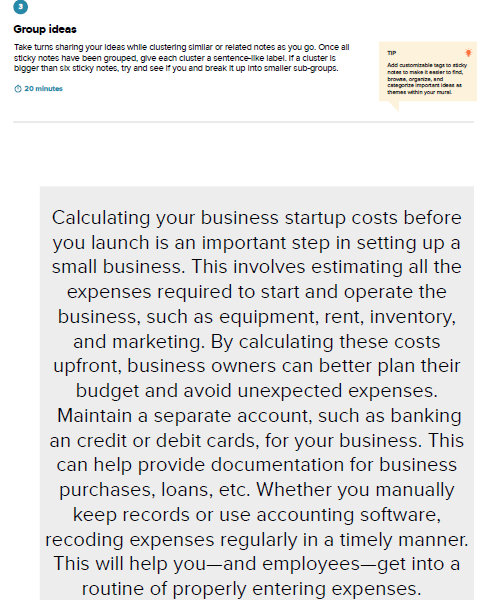 3
Group ideas
Take turns sharing your ideas while clustering similar or related notes as you go. Once all
sticky notes have been grouped, give each cluster a sentence-like label. If a cluster is
bigger than six sticky notes, try and see if you and break it up into smaller sub-groups.
20 minutes
TIP
Add customizable tags to sticky
notes to make it easier to find,
browse, organize, and
categorize important ideas as
themes within your mural.
Calculating your business startup costs before
you launch is an important step in setting up a
small business. This involves estimating all the
expenses required to start and operate the
business, such as equipment, rent, inventory,
and marketing. By calculating these costs
upfront, business owners can better plan their
budget and avoid unexpected expenses.
Maintain a separate account, such as banking
an credit or debit cards, for your business. This
can help provide documentation for business
purchases, loans, etc. Whether you manually
keep records or use accounting software,
recoding expenses regularly in a timely manner.
This will help you—and employees—get into a
routine of properly entering expenses.